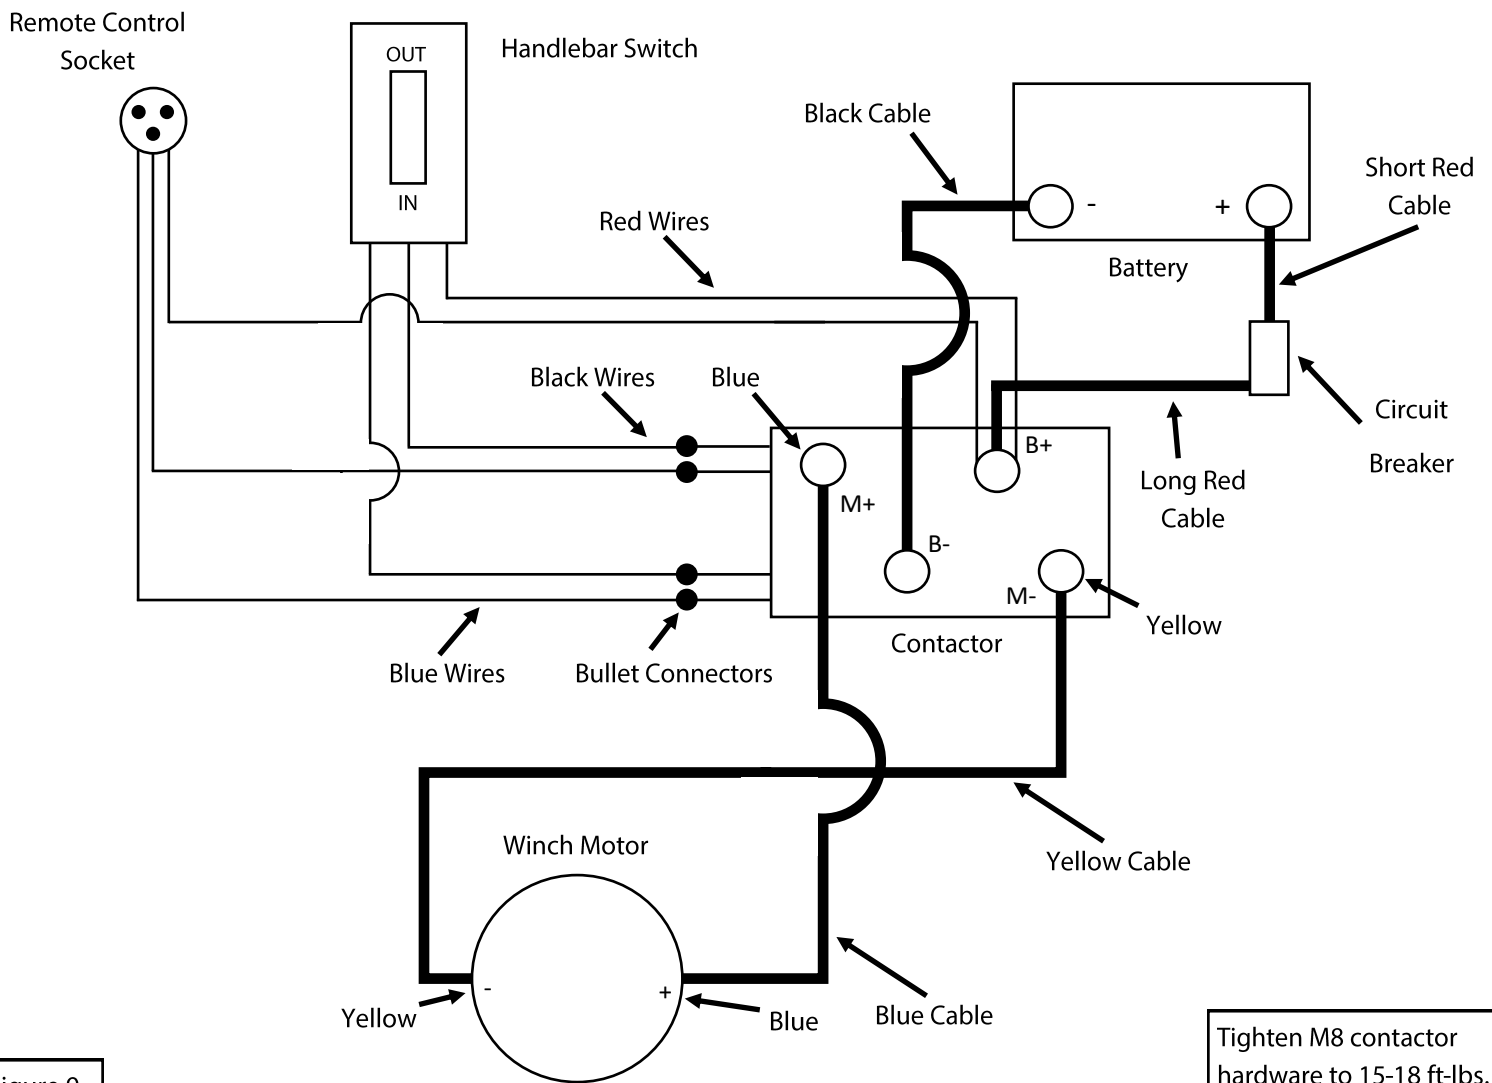 Remote Control
Socket
OUT
IN
Handlebar Switch
Black Cable
Short Red
Cable
Red Wires
-
+
Battery
Black Wires
Blue
Circuit
Breaker
B+
Long Red
Cable
M+
B-
M-
Yellow
Contactor
Blue Wires
Bullet Connectors
Winch Motor
Yellow Cable
-
+
Yellow
Blue
Blue Cable
Tighten M8 contactor
hardware to 15-18 ft-lbs.